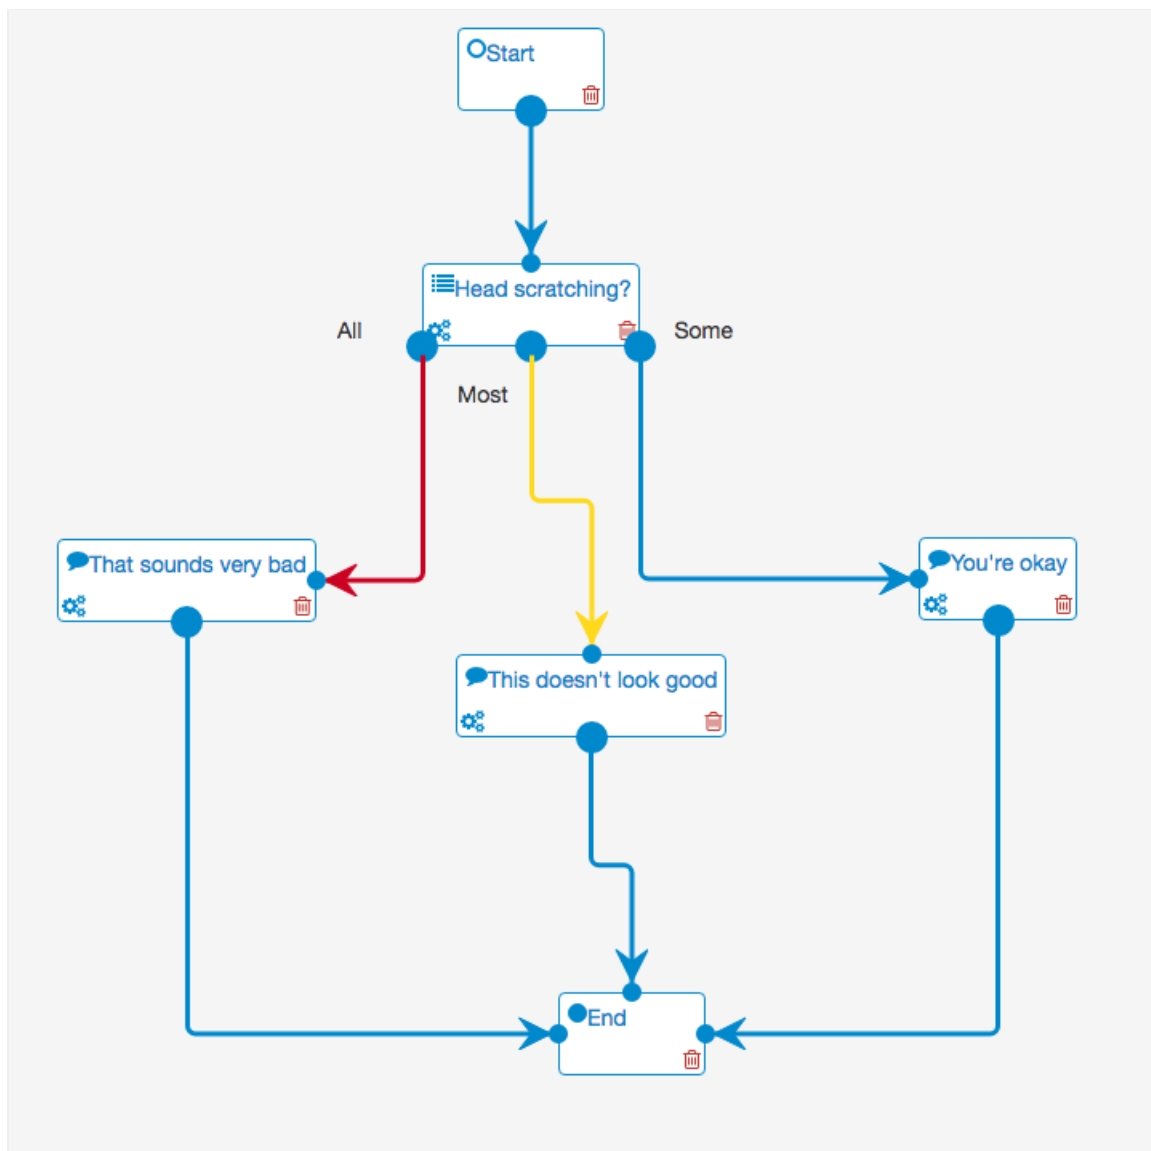 Start
Head scratching?
All
Some
Most
That sounds very bad
You're okay
This doesn't look good
End